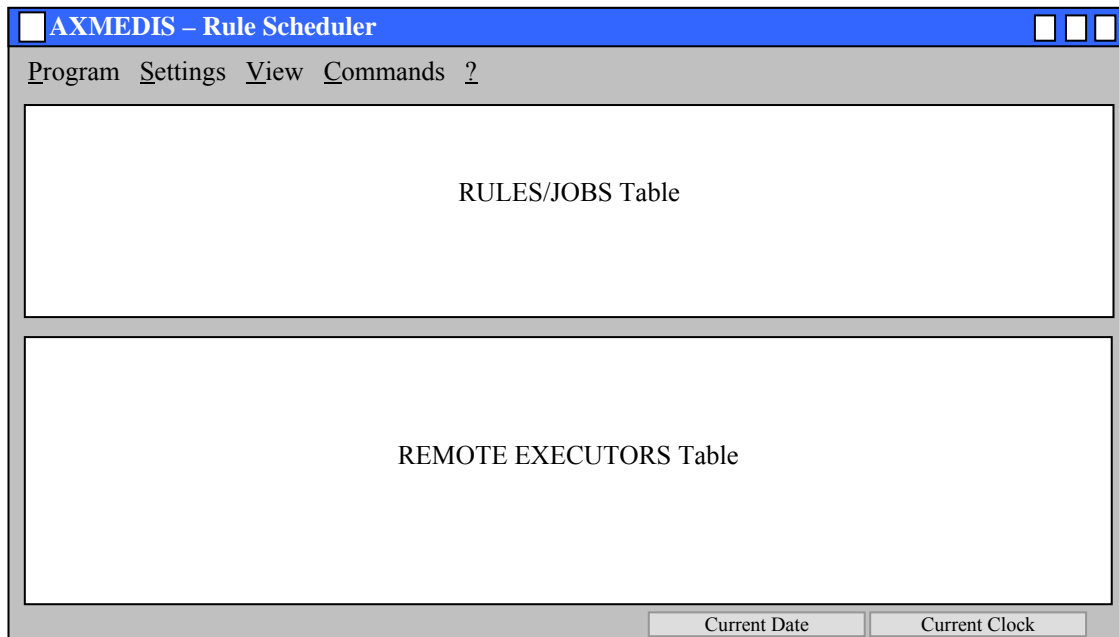 AXMEDIS – Rule Scheduler
Program Settings View Commands ?
RULES/JOBS Table
REMOTE EXECUTORS Table
Current Date Current Clock